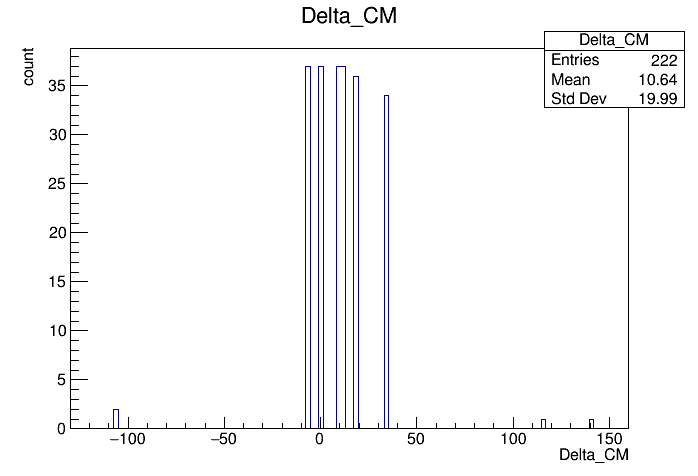 Delta_CM
Delta_CM
Entries 222
Mean 10.64
Std Dev 19.99
count
35
30
25
20
15
10
5
0
−100 −50 0 50 100 150
Delta_CM